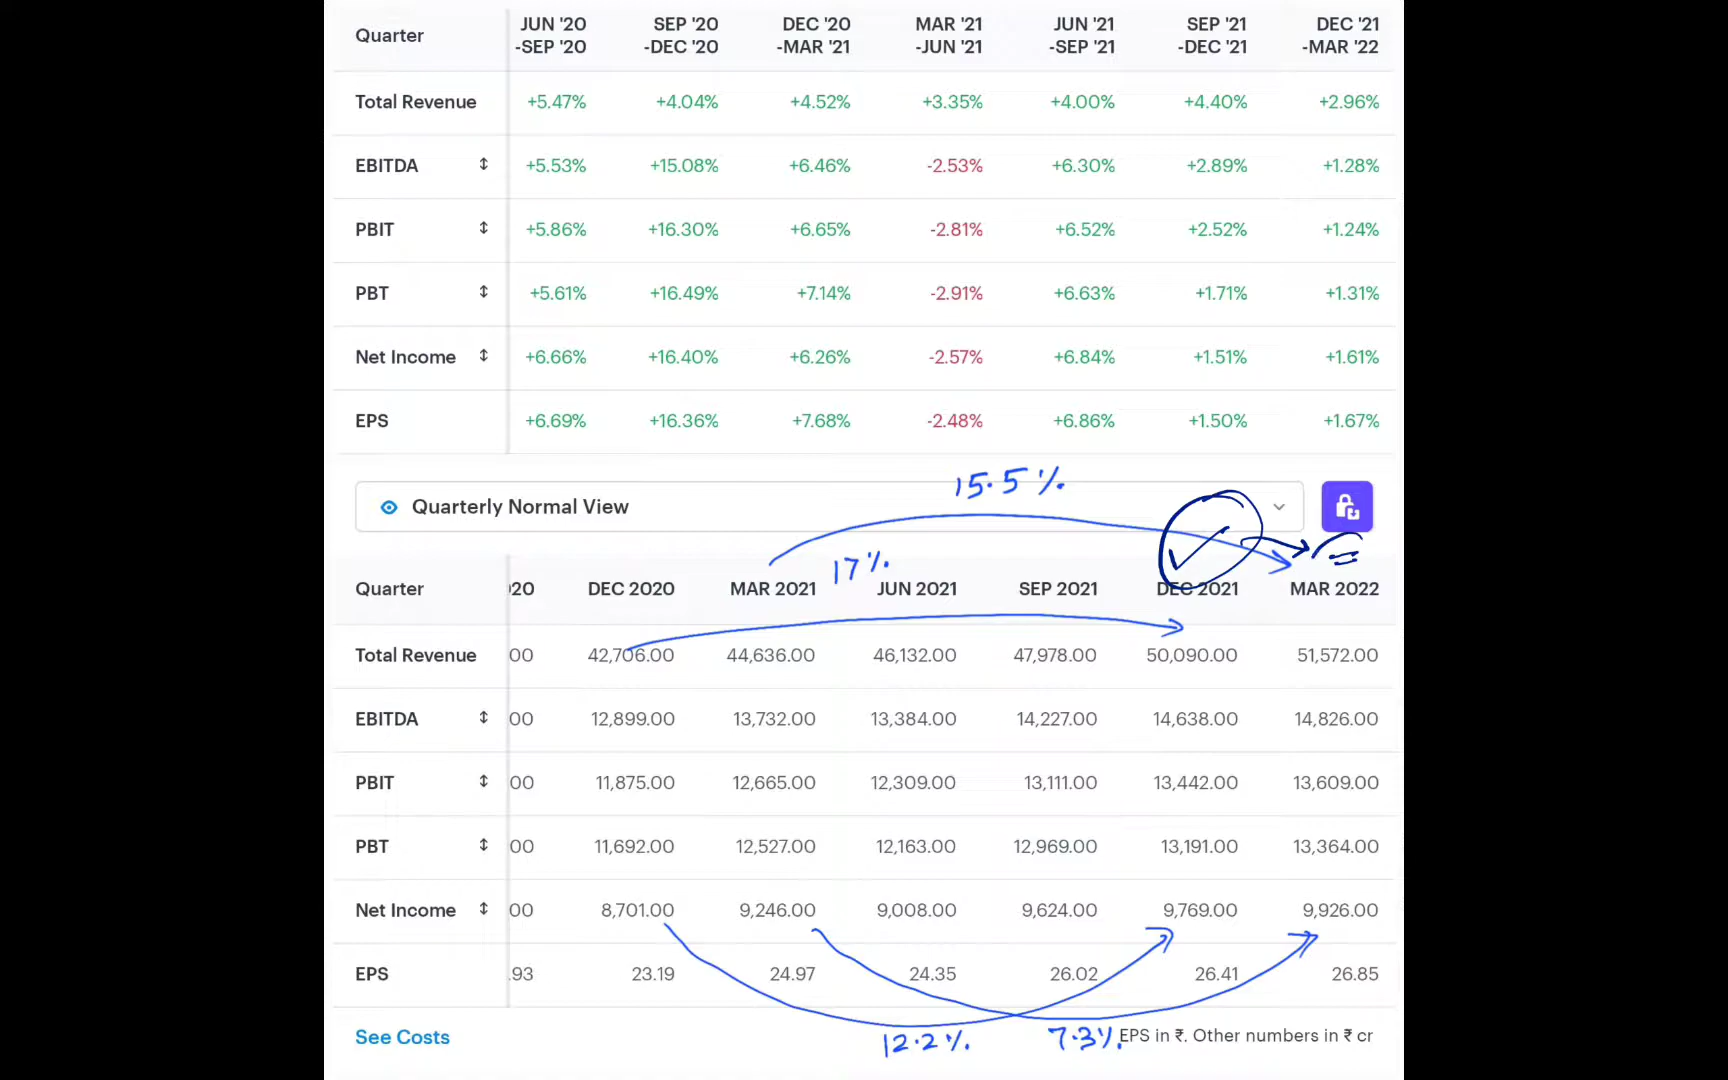 Quarter JUN '20 -SEP '20 SEP '20 -DEC '20 DEC '20 -MAR '21 MAR '21 -JUN '21 JUN '21 -SEP '21 SEP '21 -DEC '21 DEC '21 -MAR '22
Total Revenue +5.47% +4.04% +4.52% +3.35% +4.00% +4.40% +2.96%
EBITDA +5.53% +15.08% +6.46% -2.53% +6.30% +2.89% +1.28%
PBIT +5.86% +16.30% +6.65% -2.81% +6.52% +2.52% +1.24%
PBT +5.61% +16.49% +7.14% -2.91% +6.63% +1.71% +1.31%
Net Income +6.66% +16.40% +6.26% -2.57% +6.84% +1.51% +1.61%
EPS +6.69% +16.36% +7.68% -2.48% +6.86% +1.50% +1.67%
15.5%
Quarterly Normal View
17%
Quarter 20 DEC 2020 MAR 2021 JUN 2021 SEP 2021 DEC 2021 MAR 2022
Total Revenue 00 42,706.00 44,636.00 46,132.00 47,978.00 50,090.00 51,572.00
EBITDA 00 12,899.00 13,732.00 13,384.00 14,227.00 14,638.00 14,826.00
PBIT 00 11,875.00 12,665.00 12,309.00 13,111.00 13,442.00 13,609.00
PBT 00 11,692.00 12,527.00 12,163.00 12,969.00 13,191.00 13,364.00
Net Income 00 8,701.00 9,246.00 9,008.00 9,624.00 9,769.00 9,926.00
EPS .93 23.19 24.97 24.35 26.02 26.41 26.85
See Costs 12.2% 7.3% EPS in ₹. Other numbers in ₹ cr